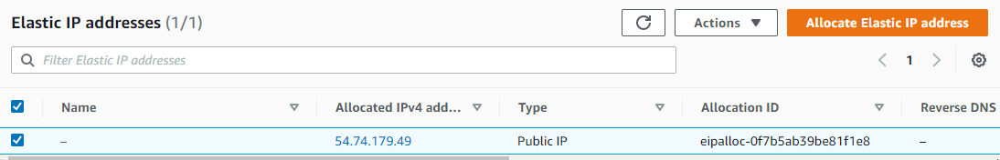 Elastic IP addresses (1/1) Actions Allocate Elastic IP address
Filter Elastic IP addresses 1
Name Allocated IPv4 add... Type Allocation ID Reverse DNS
– 54.74.179.49 Public IP eipalloc-0f7b5ab39be81f1e8 –